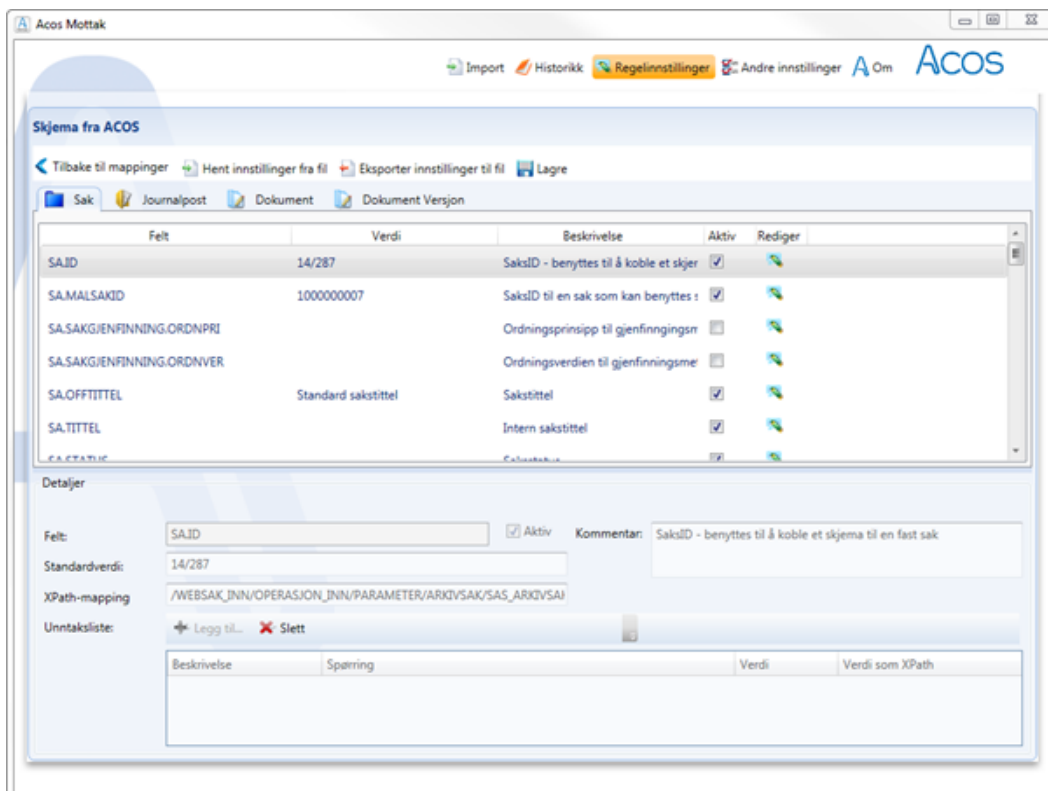 Acos Mottak
Import Historikk Regelinnstillinger Andre innstillinger Om ACOS
Skjema fra ACOS
Tilbake til mappinger Hent innstillinger fra fil Eksporter innstillinger til fil Lagre
Sak Journalpost Dokument Dokument Versjon
Felt Verdi Beskrivelse Aktiv Rediger
SA.ID 14/287 SaksID - benyttes til å koble et skjer
SA.MALSAKID 1000000007 SaksID til en sak som kan benyttes s
SA.SAKGJENFINNING.ORDNPRI Ordningsprinsipp til gjenfinngingsm
SA.SAKGJENFINNING.ORDNVER Ordningsverdien til gjenfinningsme
SA.OFFTITTEL Standard sakstittel Sakstittel
SA.TITTEL Intern sakstittel
SA.STATUS Saksstatus
Detaljer
Felt: SA.ID Aktiv Kommentar: SaksID - benyttes til å koble et skjema til en fast sak
Standardverdi: 14/287
XPath-mapping /WEBSAK_INN/OPERASJON_INN/PARAMETER/ARKIVSAK/SAS_ARKIVSAK
Unntaksliste: Legg til... Slett
Beskrivelse Spørring Verdi Verdi som XPath